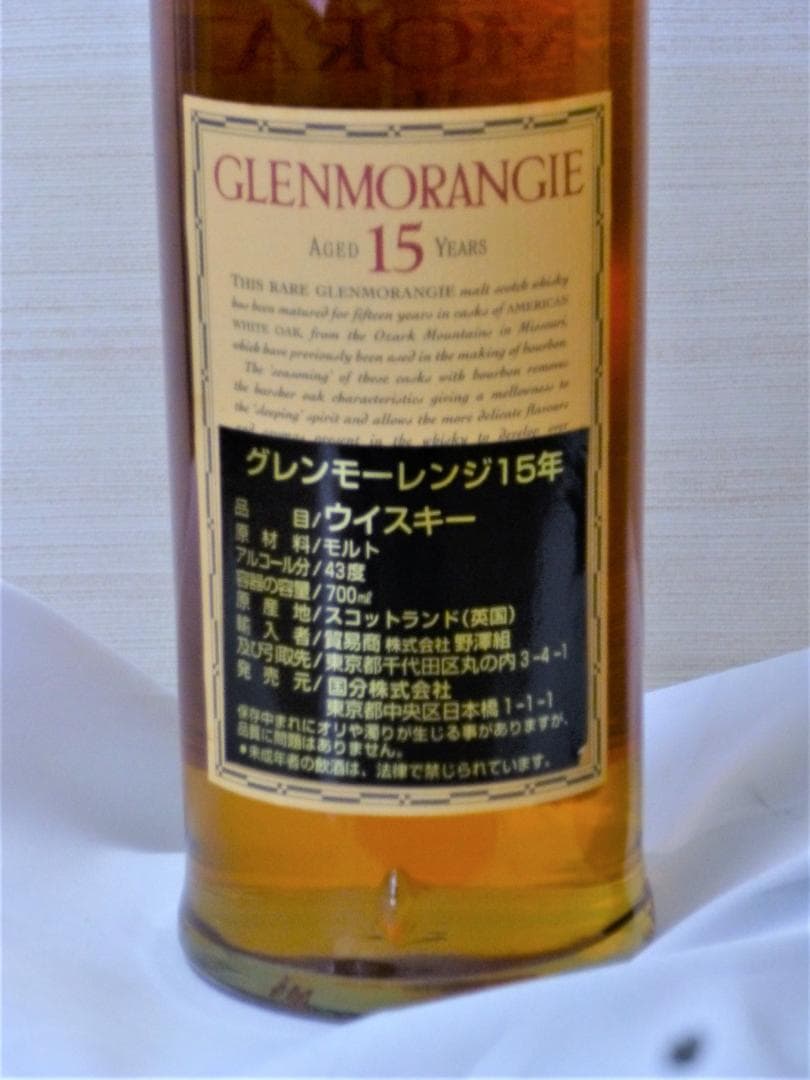 GLENMORANGIE
AGED 15 YEARS
THIS RARE GLENMORANGIE malt scotch whisky
has been matured for fifteen years in casks of AMERICAN
WHITE OAK, from the Ozark Mountains in Missouri,
which have previously been used in the making of bourbon.
The 'seasoning' of these casks with bourbon removes
the harsher oak characteristics giving a mellowness to
the 'sleeping' spirit and allows the more delicate flavours
present in the whisky to develop over
グレンモーレンジ15年
品目/ウイスキー
原材料/モルト
アルコール分/43度
容器の容量/700㎖
原産地/スコットランド(英国)
輸入者/貿易商 株式会社 野澤組
及び引取先/東京都千代田区丸の内3-4-1
発売元/国分株式会社
東京都中央区日本橋1-1-1
保存中まれにオリや濁りが生じる事がありますが、
品質に問題はありません。
●未成年者の飲酒は、法律で禁じられています。